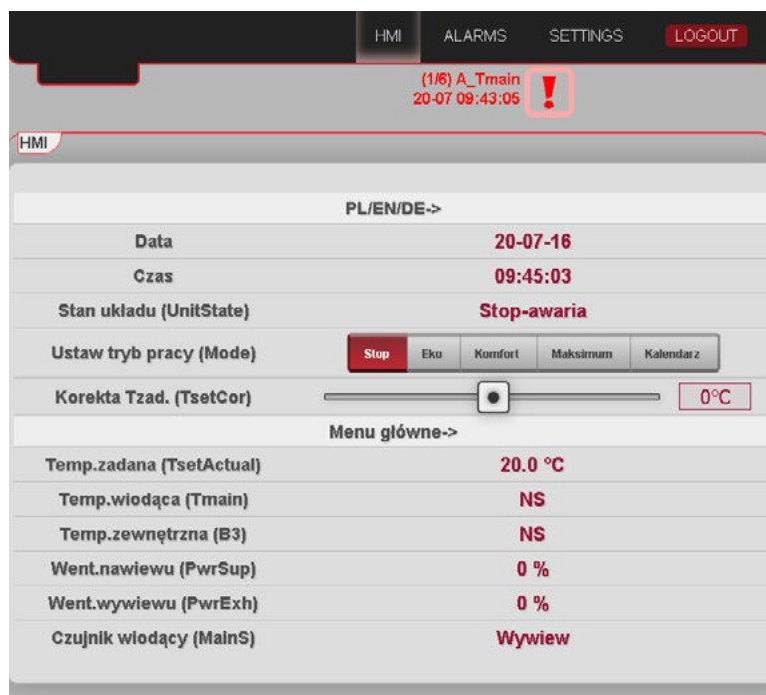 HMI ALARMS SETTINGS LOGOUT
(1/6) A_Tmain
20-07 09:43:05
HMI
PL/EN/DE->
Data 20-07-16
Czas 09:45:03
Stan układu (UnitState) Stop-awaria
Ustaw tryb pracy (Mode) Stop Eko Komfort Maksimum Kalendarz
Korekta Tzad. (TsetCor) 0°C
Menu główne->
Temp.zadana (TsetActual) 20.0 °C
Temp.wiodąca (Tmain) NS
Temp.zewnętrzna (B3) NS
Went.nawiewu (PwrSup) 0 %
Went.wywiewu (PwrExh) 0 %
Czujnik wlodący (MainS) Wywiew